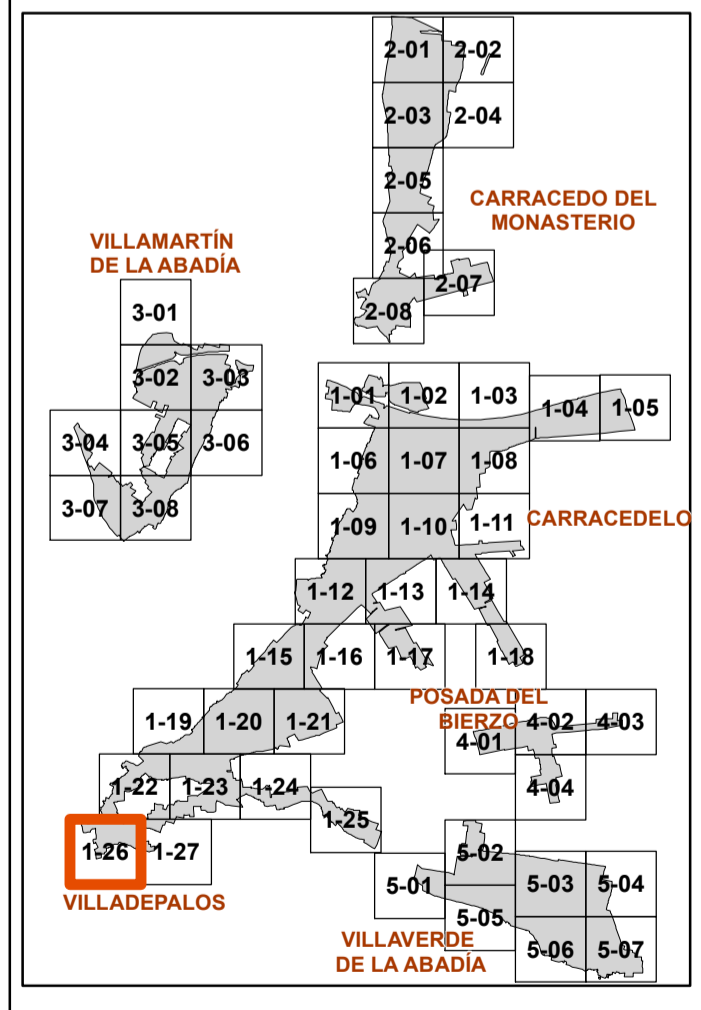 2-01 2-02
2-03 2-04
2-05
CARRACEDO DEL
MONASTERIO
2-06
2-07
2-08
VILLAMARTÍN
DE LA ABADÍA
3-01
3-02 3-03
3-04 3-05 3-06
3-07 3-08
1-01 1-02 1-03 1-04 1-05
1-06 1-07 1-08
1-09 1-10 1-11
CARRACEDELO
1-12 1-13 1-14
1-15 1-16 1-17 1-18
1-19 1-20 1-21
1-22 1-23 1-24
1-25
1-26 1-27
VILLADEPALOS
POSADA DEL
BIERZO
4-01 4-02 4-03
4-04
5-01 5-02 5-03 5-04
5-05 5-06 5-07
VILLAVERDE
DE LA ABADÍA